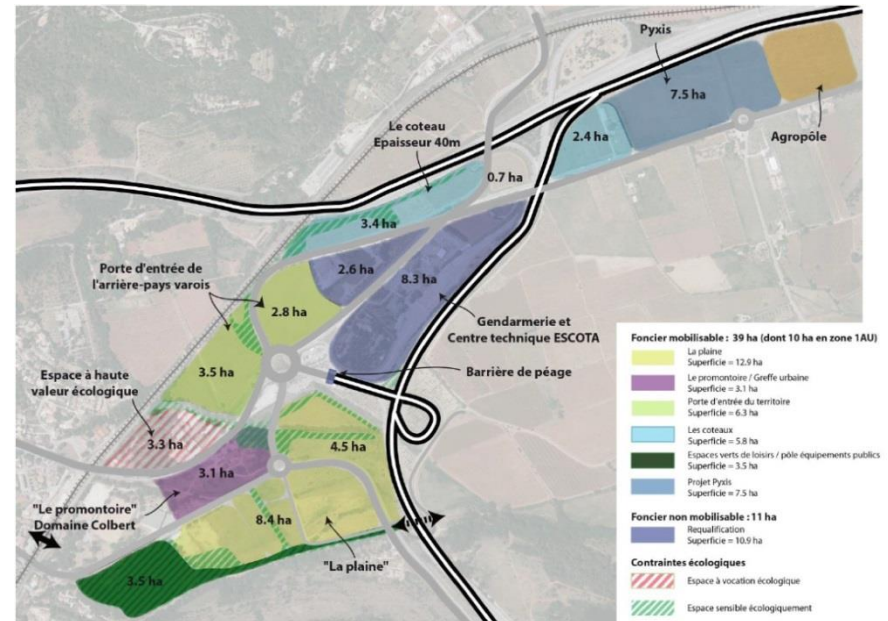 Pyxis
7.5 ha
Agropôle
2.4 ha
Le coteau
Epaisseur 40m
0.7 ha
3.4 ha
2.6 ha
8.3 ha
Porte d'entrée de
l'arrière-pays varois
2.8 ha
Gendarmerie et
Centre technique ESCOTA
3.5 ha
Barrière de péage
Espace à haute
valeur écologique
3.3 ha
4.5 ha
3.1 ha
"Le promontoire"
Domaine Colbert
8.4 ha
"La plaine"
3.5 ha
Foncier mobilisable : 39 ha (dont 10 ha en zone 1AU)
La plaine
Superficie = 12.9 ha
Le promontoire / Greffe urbaine
Superficie = 3.1 ha
Porte d'entrée du territoire
Superficie = 6.3 ha
Les coteaux
Superficie = 5.8 ha
Espaces verts de loisirs / pôle équipements publics
Superficie = 3.5 ha
Projet Pyxis
Superficie = 7.5 ha
Foncier non mobilisable : 11 ha
Requalification
Superficie = 10.9 ha
Contraintes écologiques
Espace à vocation écologique
Espace sensible écologiquement